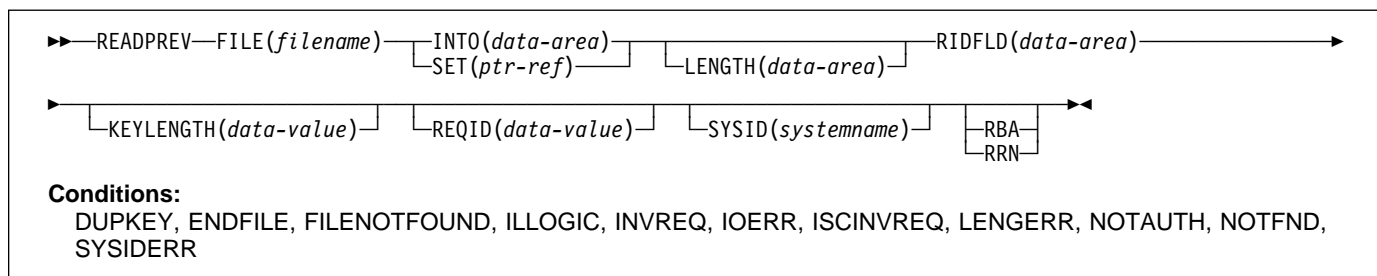 READPREV FILE(filename) INTO(data-area) RIDFLD(data-area)
SET(ptr-ref) LENGTH(data-area)
KEYLENGTH(data-value) REQID(data-value) SYSID(systemname) RBA
RRN
Conditions:
DUPKEY, ENDFILE, FILENOTFOUND, ILLOGIC, INVREQ, IOERR, ISCINVREQ, LENGERR, NOTAUTH, NOTFND,
SYSIDERR